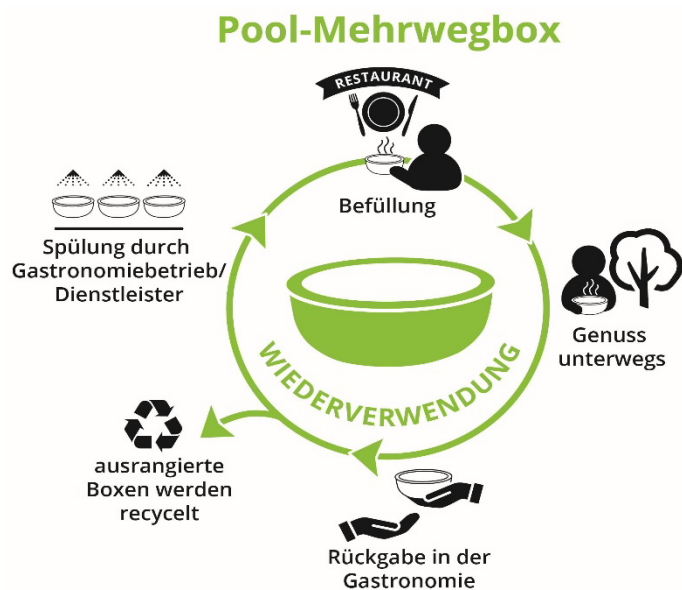 Pool-Mehrwegbox
RESTAURANT
Befüllung
Genuss
unterwegs
Rückgabe in der
Gastronomie
ausrangierte
Boxen werden
recycelt
Spülung durch
Gastronomiebetrieb/
Dienstleister
WIEDERVERWENDUNG